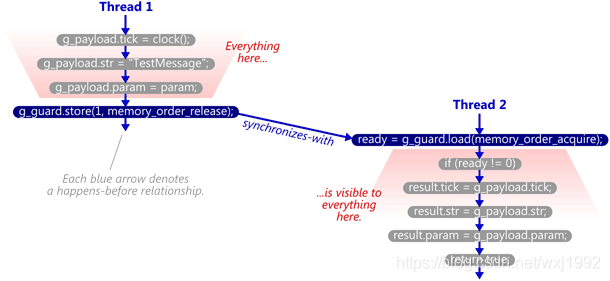 Thread 1
g_payload.tick = clock();
g_payload.str = "TestMessage";
g_payload.param = param;
g_guard.store(1, memory_order_release);
Everything
here...
synchronizes-with
Each blue arrow denotes
a happens-before relationship.
Thread 2
ready = g_guard.load(memory_order_acquire);
if (ready != 0)
result.tick = g_payload.tick;
result.str = g_payload.str;
result.param = g_payload.param;
return true;
...is visible to
everything
here.
https://blog.csdn.net/wxj1992